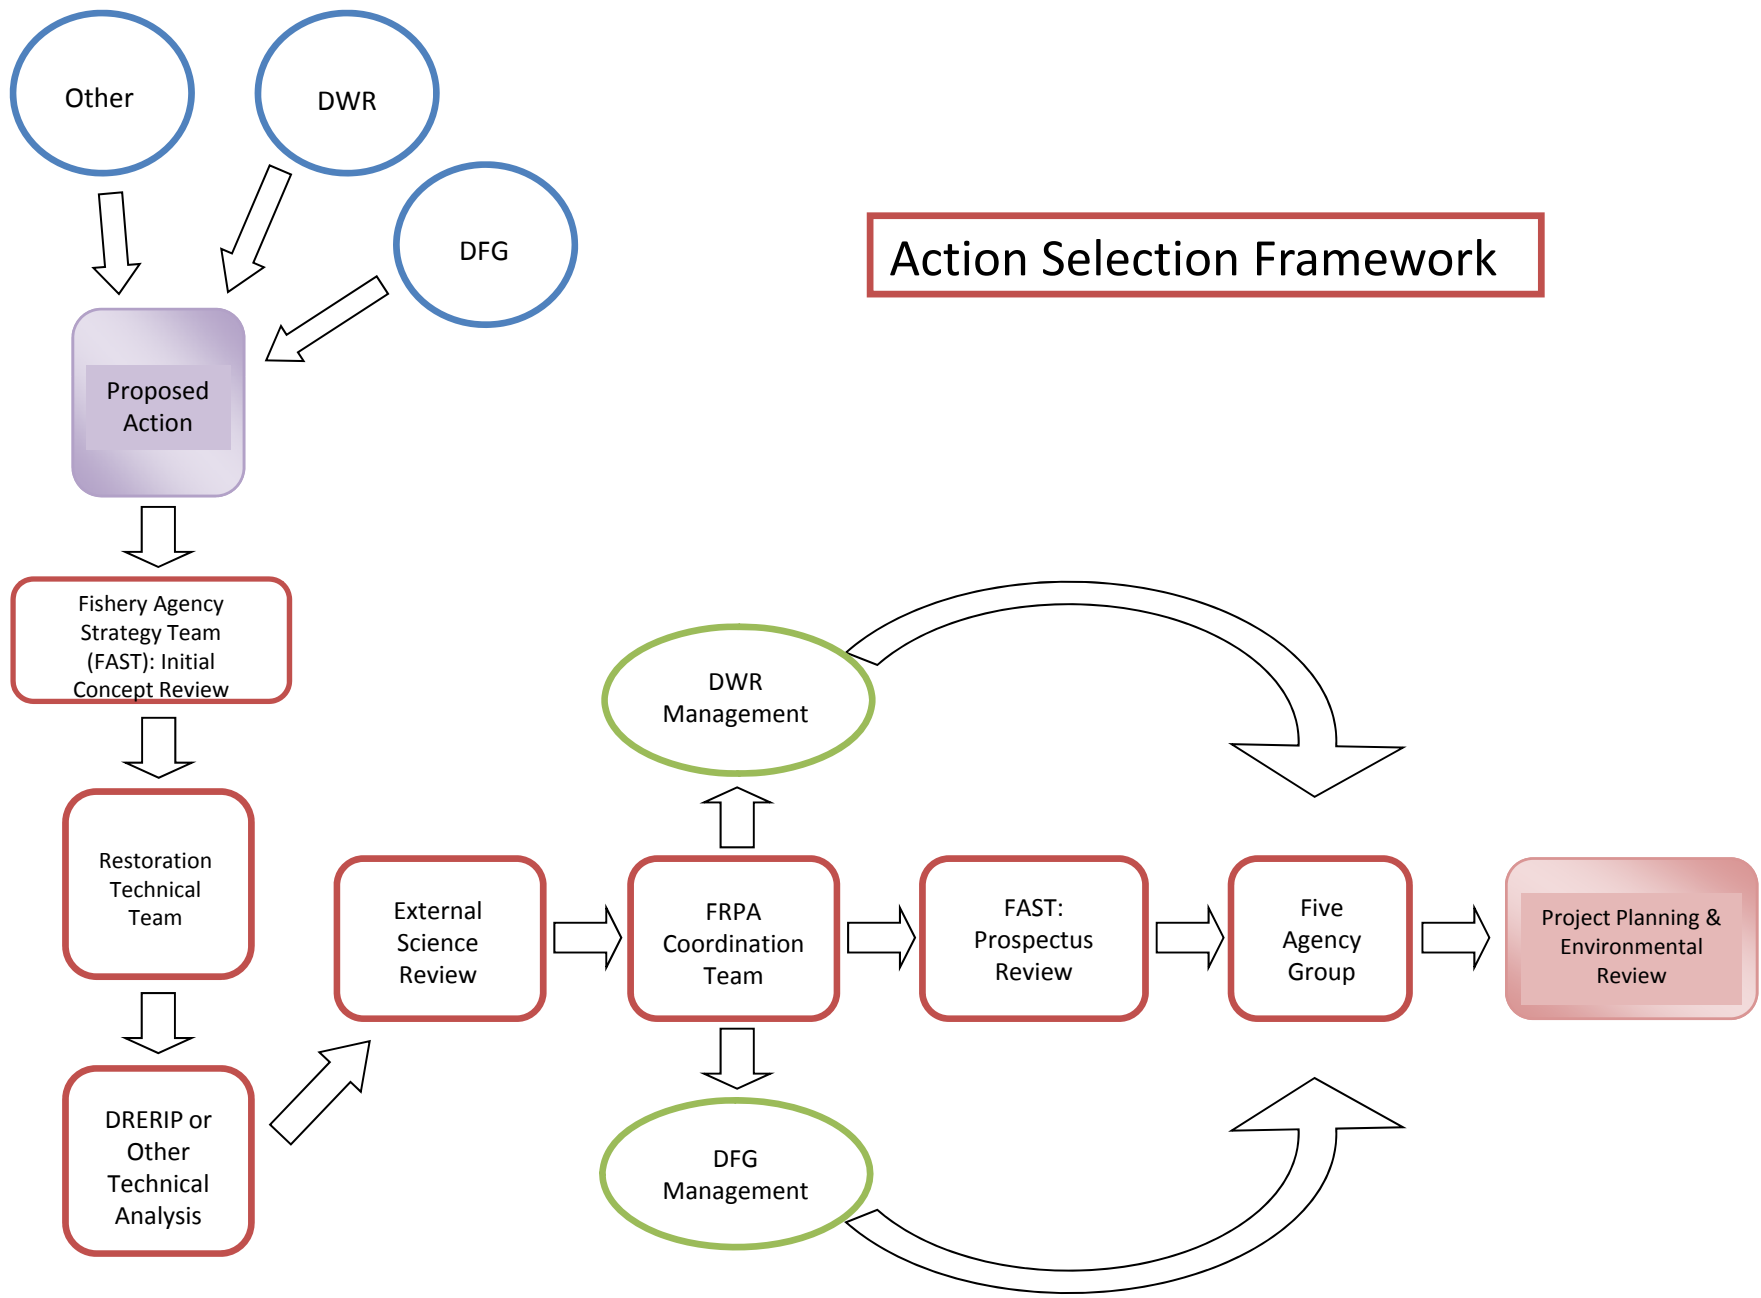 Other
DWR
DFG
Action Selection Framework
Proposed
Action
Fishery Agency
Strategy Team
(FAST): Initial
Concept Review
DWR
Management
Restoration
Technical
Team
External
Science
Review
FRPA
Coordination
Team
FAST:
Prospectus
Review
Five
Agency
Group
Project Planning &
Environmental
Review
DRERIP or
Other
Technical
Analysis
DFG
Management